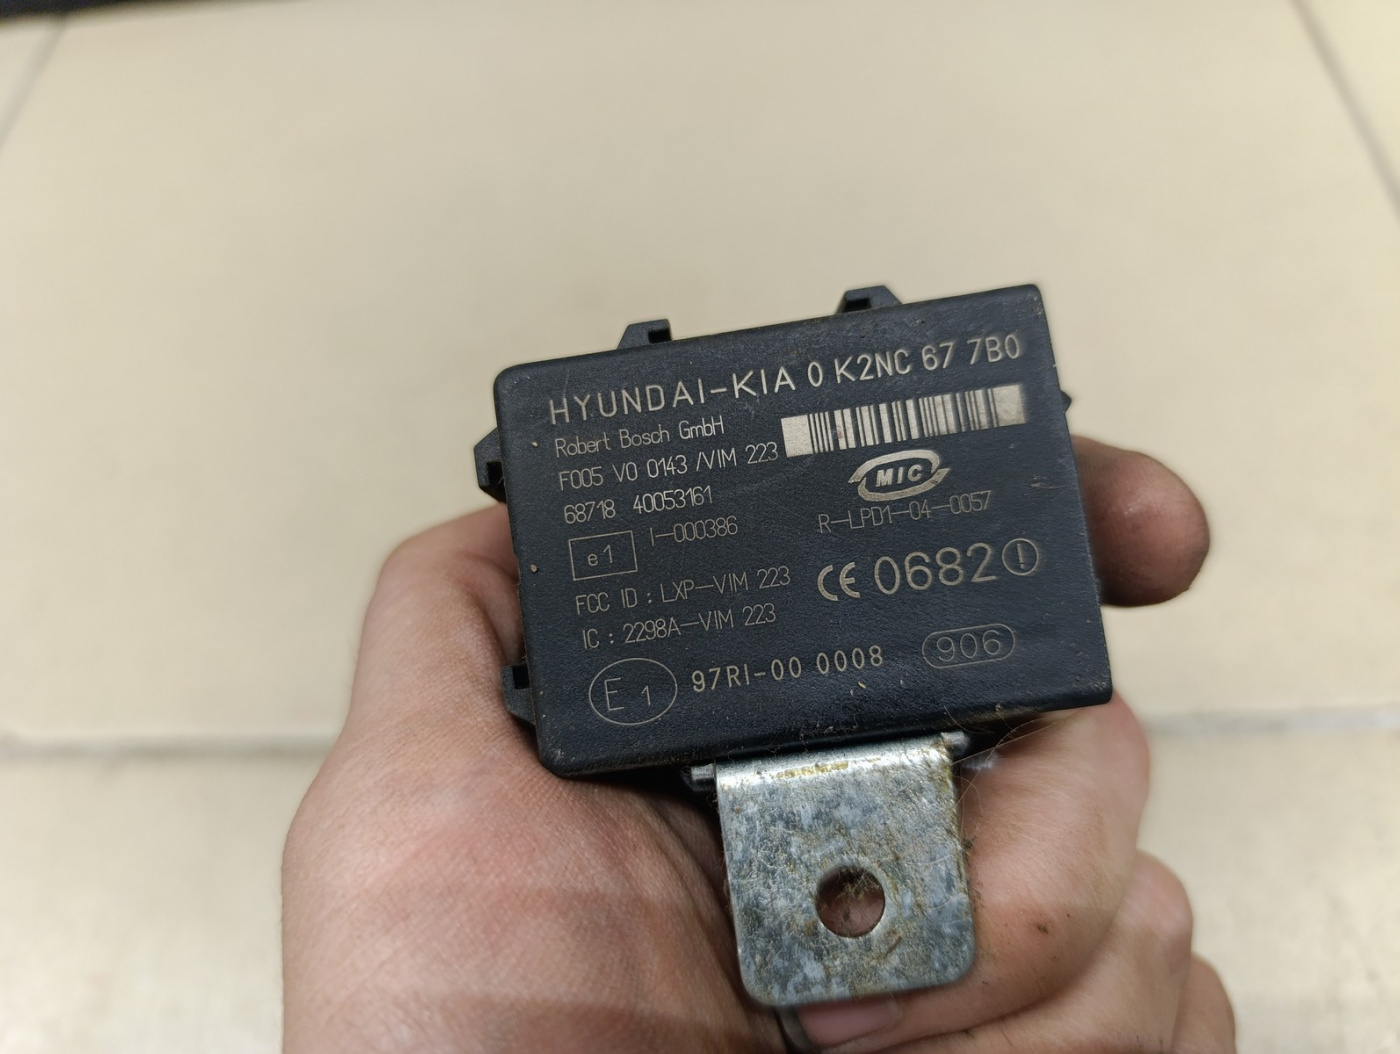 HYUNDAI-KIA 0 K2NC 67 7B0
Robert Bosch GmbH
F005 V0 0143 /VIM 223
68718 40053161
MIC
e1 I-000386
R-LPD1-04-0057
FCC ID : LXP-VIM 223
CE 0682 !
IC : 2298A-VIM 223
E1 97RI-00 0008 906